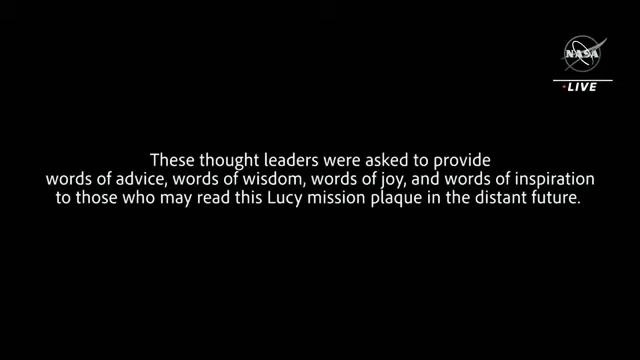 NASA
LIVE
These thought leaders were asked to provide
words of advice, words of wisdom, words of joy, and words of inspiration
to those who may read this Lucy mission plaque in the distant future.